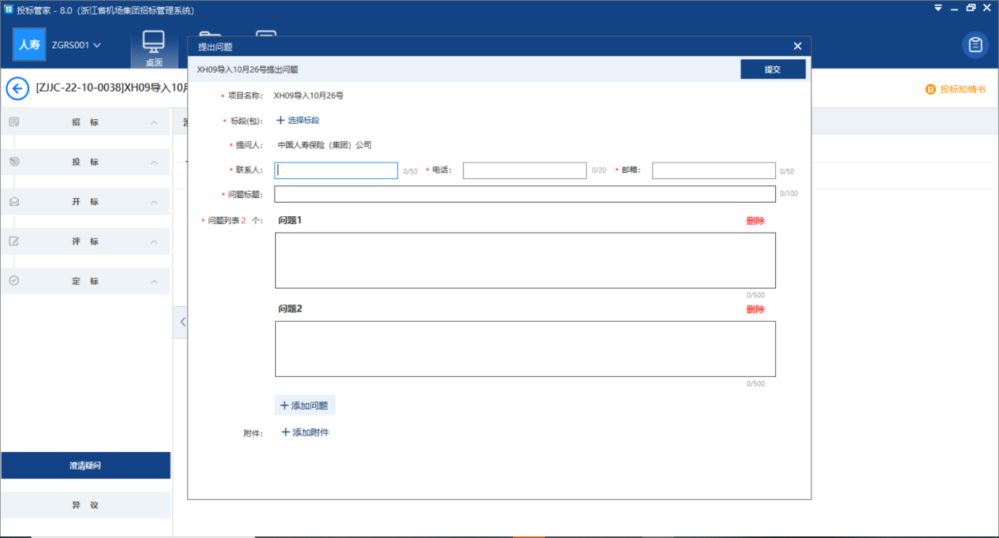 投 投标管家 - 8.0（浙江省机场集团招标管理系统）
人寿 ZGRS001
桌面
提出问题
XH09导入10月26号提出问题 提交
[ZJJC-22-10-0038]XH09导入10
投标知情书
* 项目名称: XH09导入10月26号
招 标
* 标段(包): 选择标段
* 提问人: 中国人寿保险（集团）公司
投 标
* 联系人: 0/50 * 电话: 0/20 * 邮箱: 0/50
* 问题标题: 0/100
开 标
* 问题列表 2 个: 问题1 删除
评 标
定 标
0/500
问题2 删除
0/500
添加问题
附件: 添加附件
澄清疑问
异 议